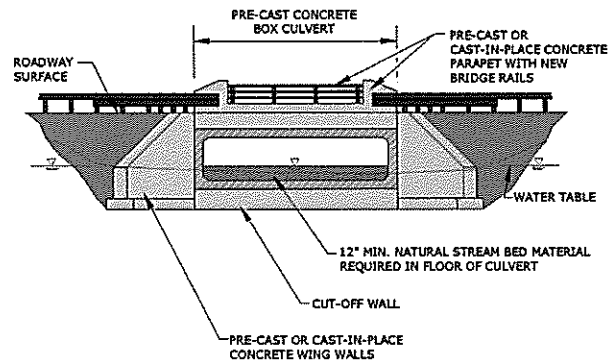 PRE-CAST CONCRETE
BOX CULVERT
PRE-CAST OR
CAST-IN-PLACE CONCRETE
PARAPET WITH NEW
BRIDGE RAILS
ROADWAY
SURFACE
WATER TABLE
12" MIN. NATURAL STREAM BED MATERIAL
REQUIRED IN FLOOR OF CULVERT
CUT-OFF WALL
PRE-CAST OR CAST-IN-PLACE
CONCRETE WING WALLS